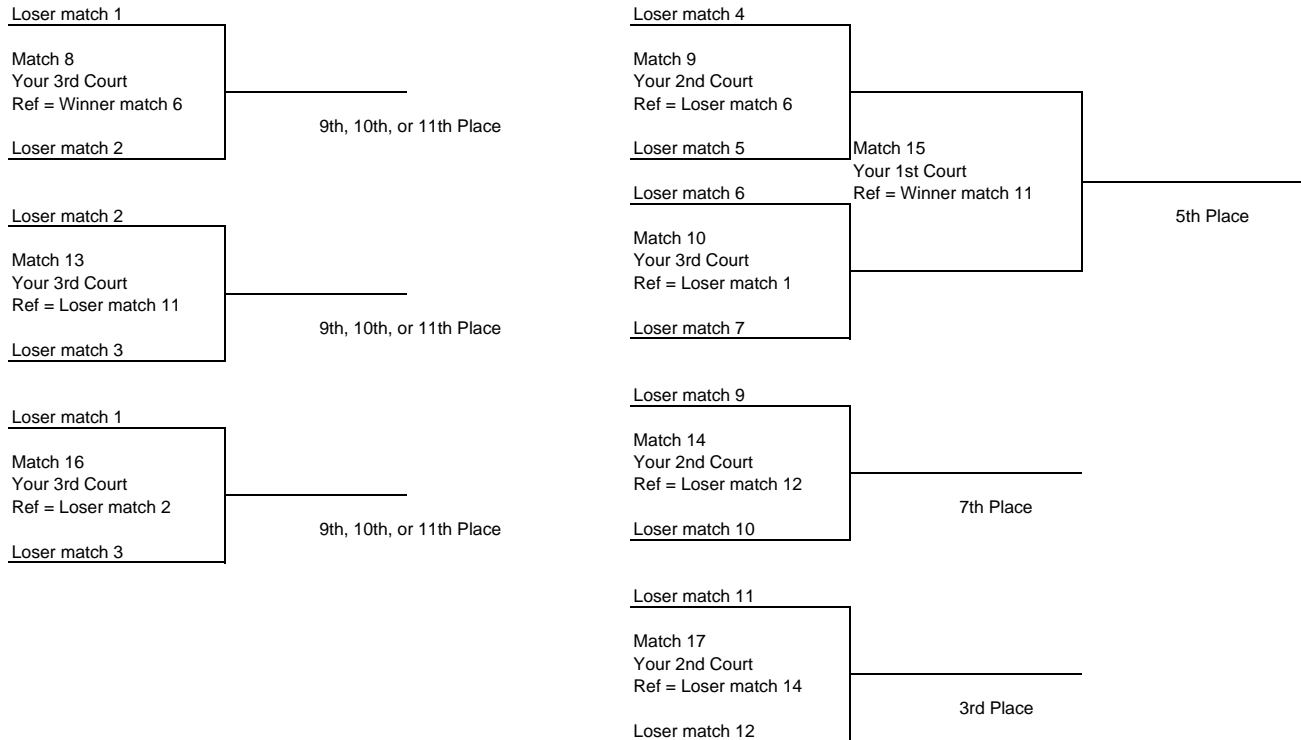 Loser match 1
Match 8
Your 3rd Court
Ref = Winner match 6
9th, 10th, or 11th Place
Loser match 2
Loser match 2
Match 13
Your 3rd Court
Ref = Loser match 11
9th, 10th, or 11th Place
Loser match 3
Loser match 1
Match 16
Your 3rd Court
Ref = Loser match 2
9th, 10th, or 11th Place
Loser match 3
Loser match 4
Match 9
Your 2nd Court
Ref = Loser match 6
Loser match 5
Match 15
Your 1st Court
Ref = Winner match 11
5th Place
Loser match 6
Match 10
Your 3rd Court
Ref = Loser match 1
Loser match 7
Loser match 9
Match 14
Your 2nd Court
Ref = Loser match 12
7th Place
Loser match 10
Loser match 11
Match 17
Your 2nd Court
Ref = Loser match 14
3rd Place
Loser match 12